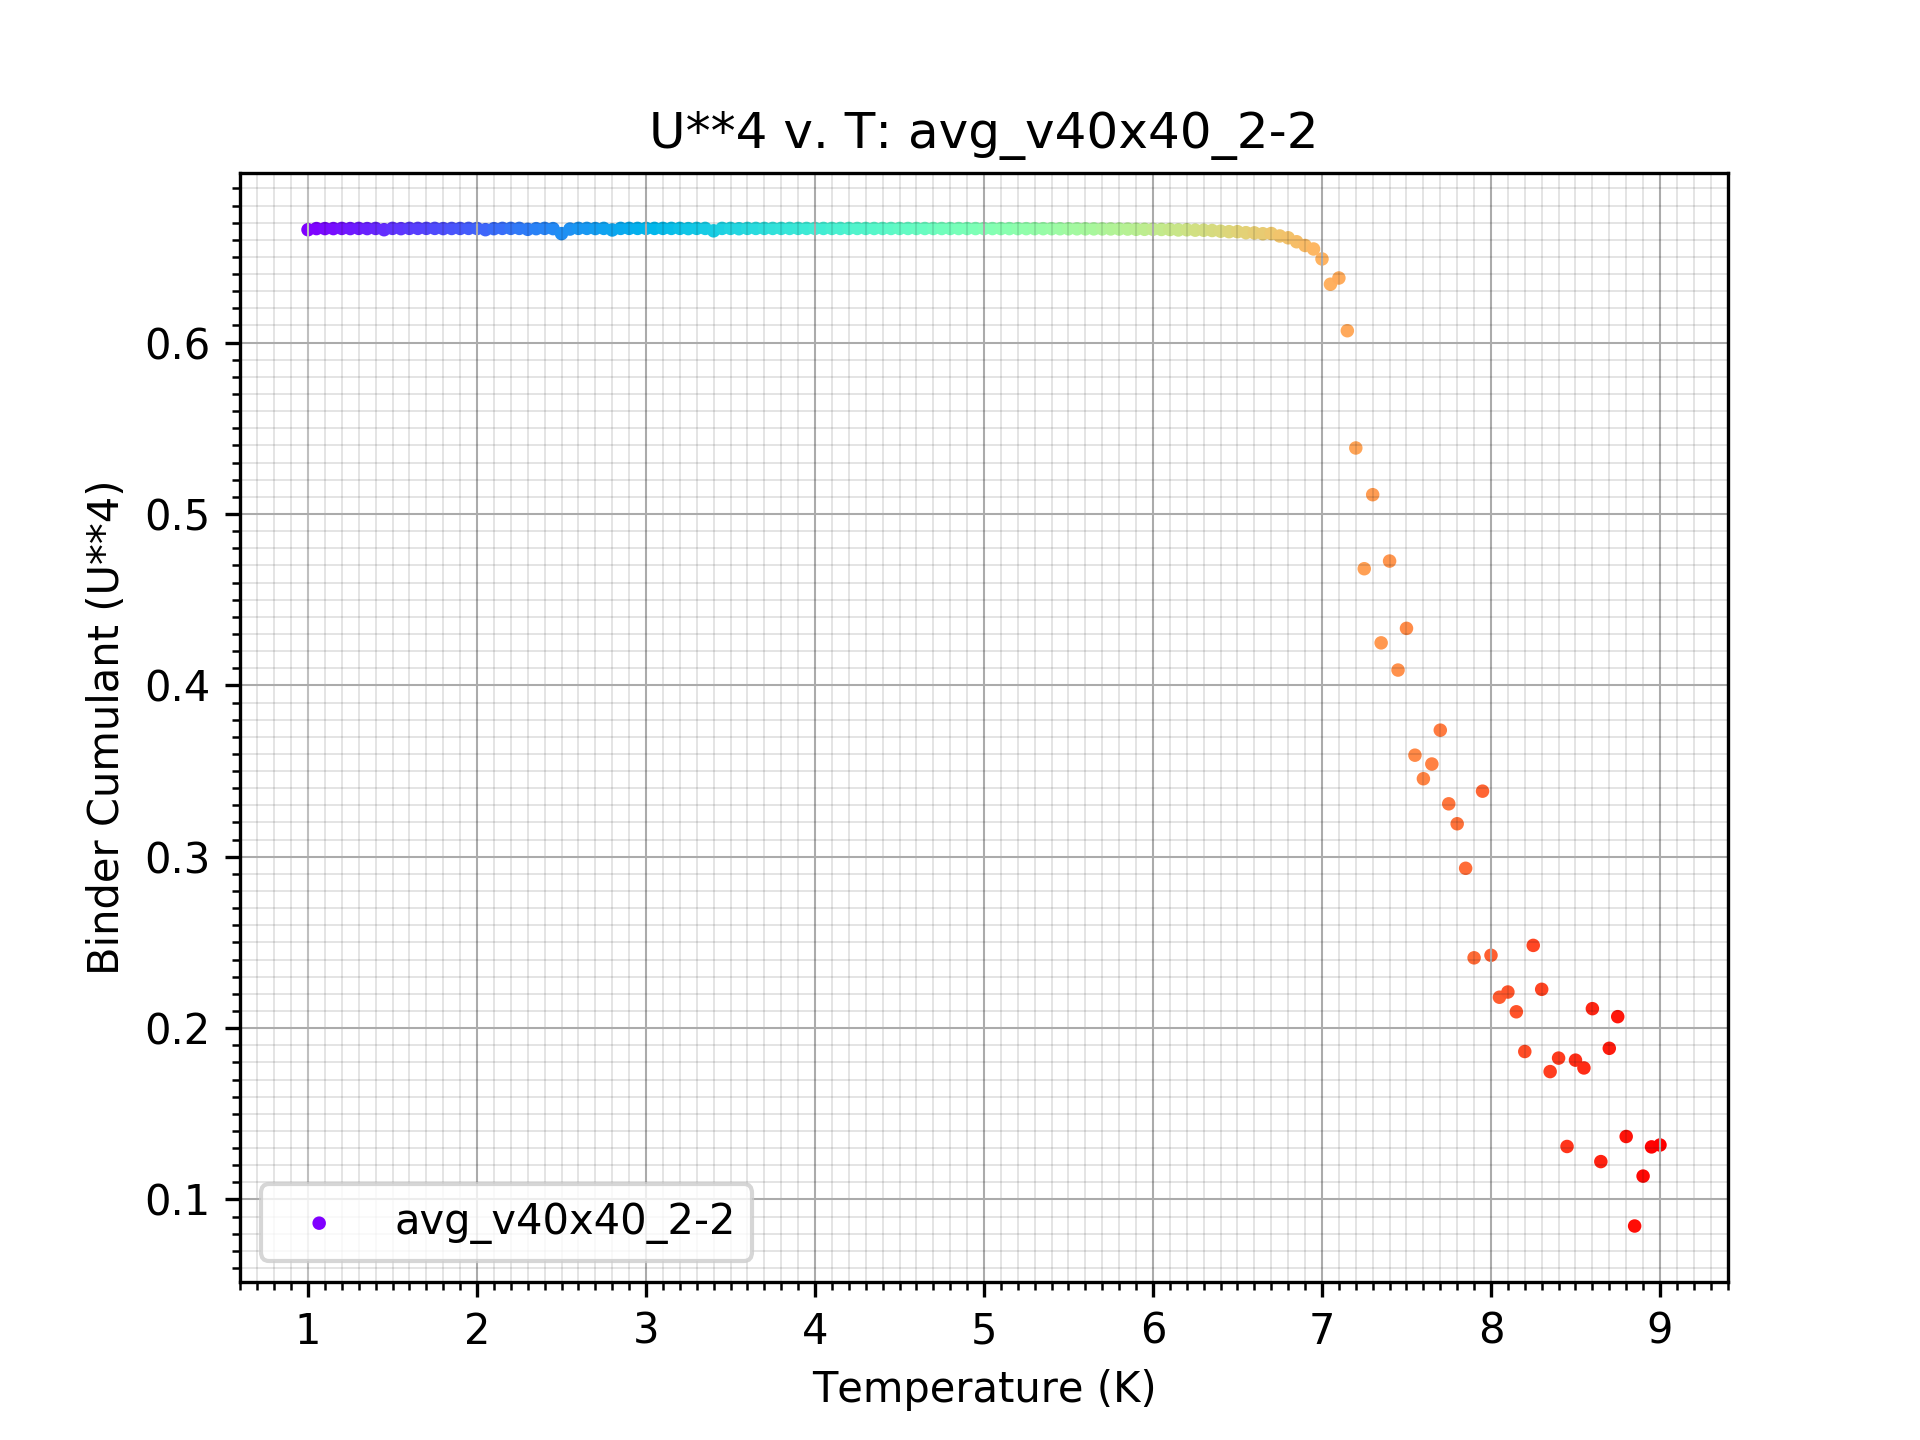 U**4 v. T: avg_v40x40_2-2
Binder Cumulant (U**4)
0.6
0.5
0.4
0.3
0.2
0.1
avg_v40x40_2-2
1 2 3 4 5 6 7 8 9
Temperature (K)